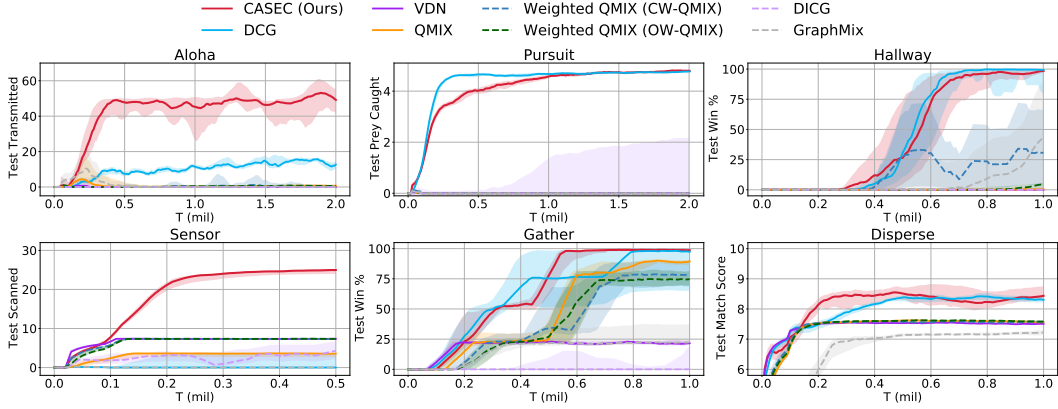 CASEC (Ours) VDN Weighted QMIX (CW-QMIX) DICG
DCG QMIX Weighted QMIX (OW-QMIX) GraphMix
Aloha
Test Transmitted
60
40
20
0
0.0 0.5 1.0 1.5 2.0
T (mil)
Pursuit
Test Prey Caught
4
2
0
0.0 0.5 1.0 1.5 2.0
T (mil)
Hallway
Test Win %
100
75
50
25
0
0.0 0.2 0.4 0.6 0.8 1.0
T (mil)
Sensor
Test Scanned
30
20
10
0
0.0 0.1 0.2 0.3 0.4 0.5
T (mil)
Gather
Test Win %
100
75
50
25
0
0.0 0.2 0.4 0.6 0.8 1.0
T (mil)
Disperse
Test Match Score
10
9
8
7
6
0.0 0.2 0.4 0.6 0.8 1.0
T (mil)